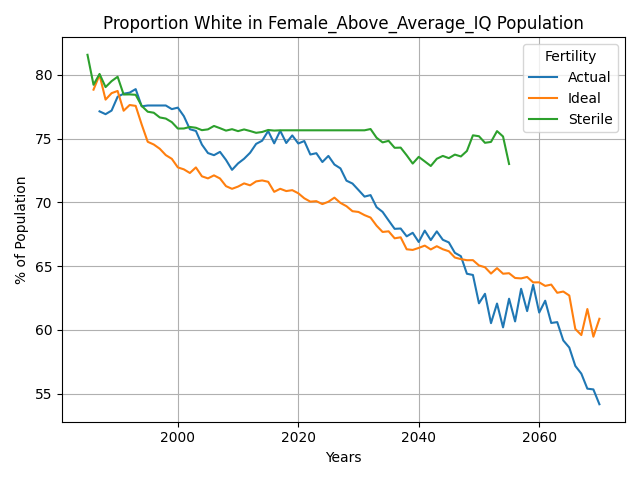 Proportion White in Female_Above_Average_IQ Population
Fertility
Actual
Ideal
Sterile
% of Population
80
75
70
65
60
55
2000
2020
2040
2060
Years